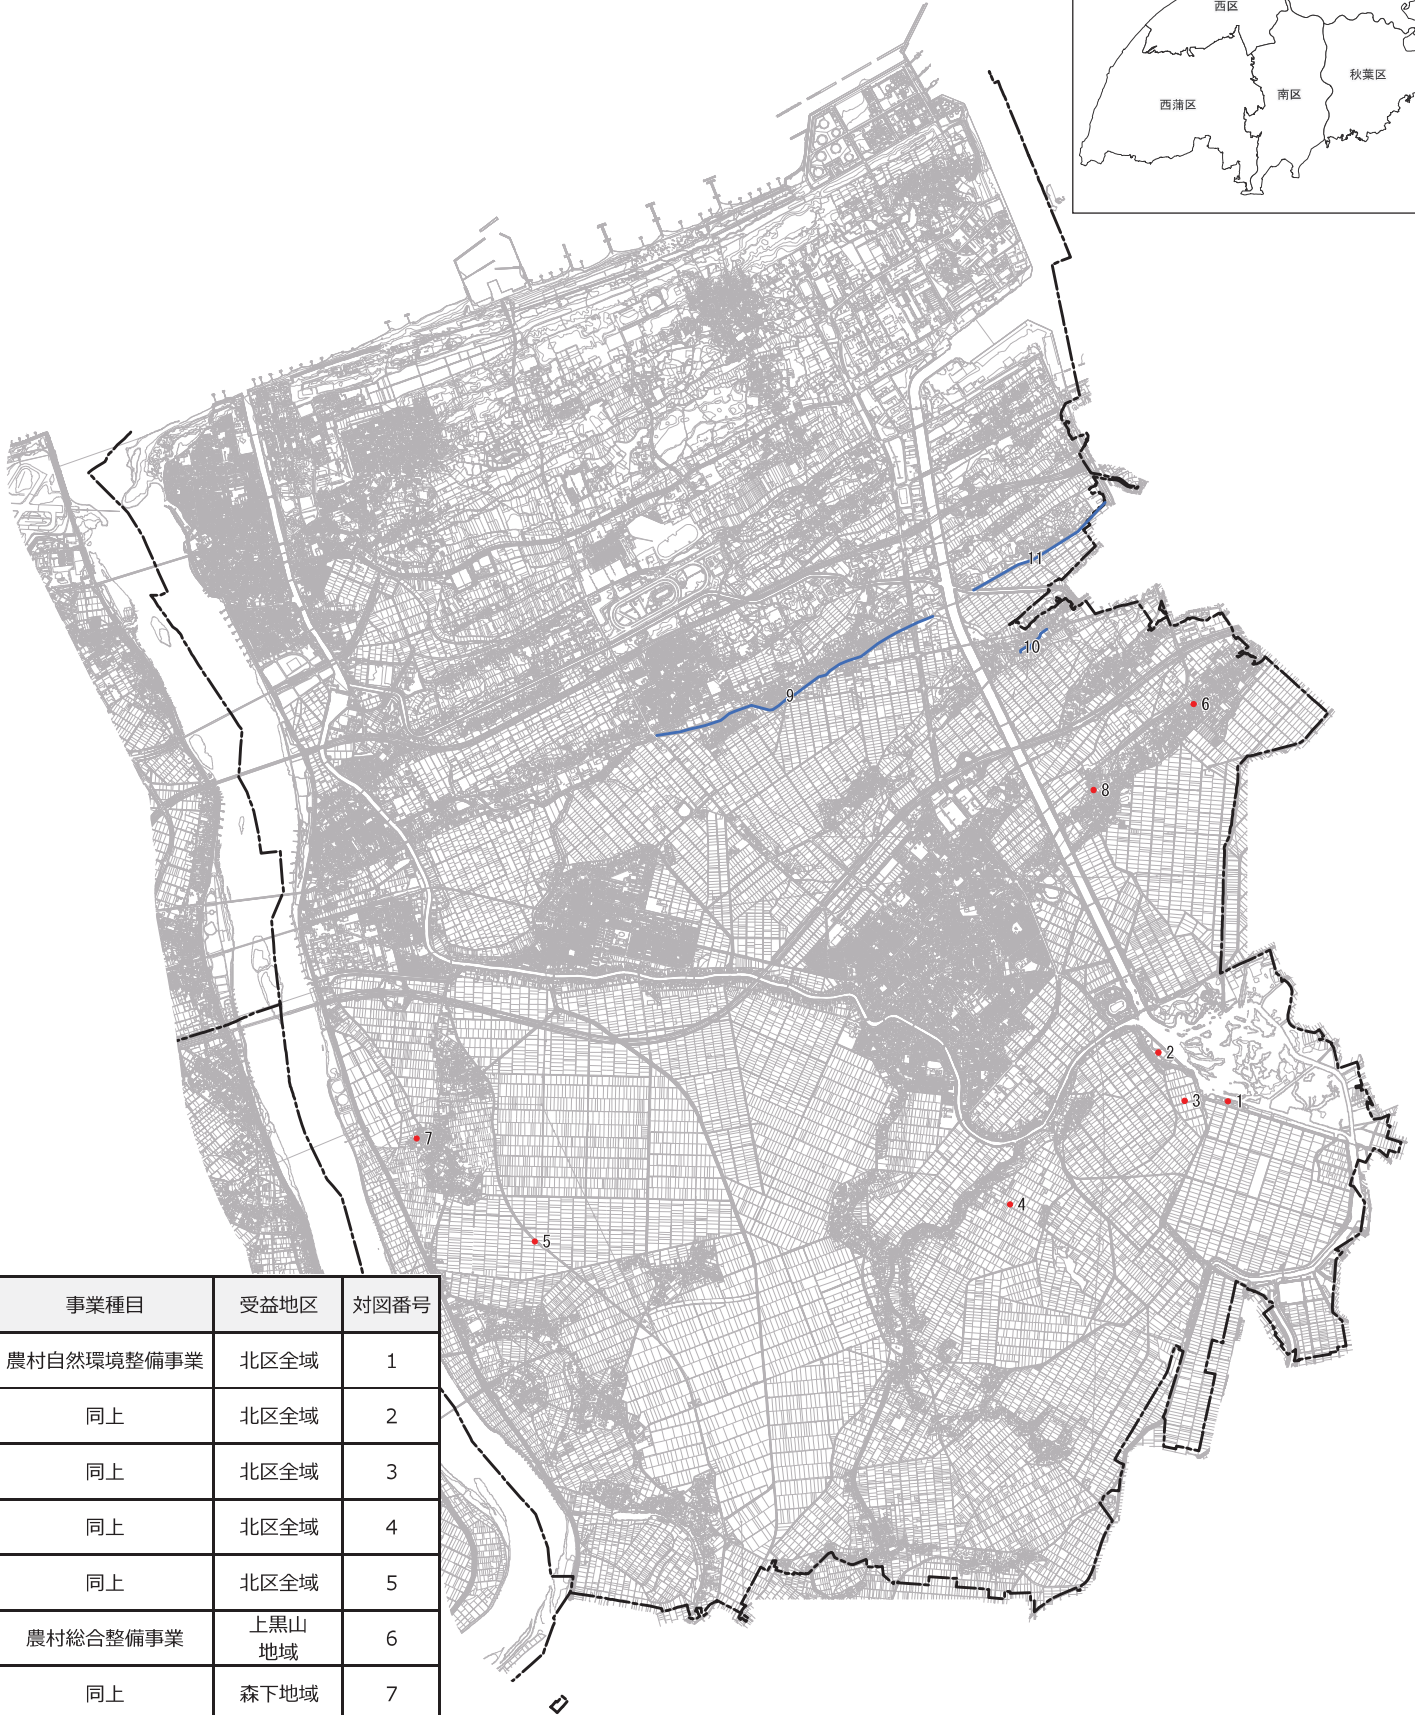 西区
秋葉区
南区
西蒲区
11
10
9
6
8
2
3
1
7
4
5
事業種目 受益地区 対図番号
農村自然環境整備事業 北区全域 1
同上 北区全域 2
同上 北区全域 3
同上 北区全域 4
同上 北区全域 5
農村総合整備事業 上黒山 6
地域
同上 森下地域 7